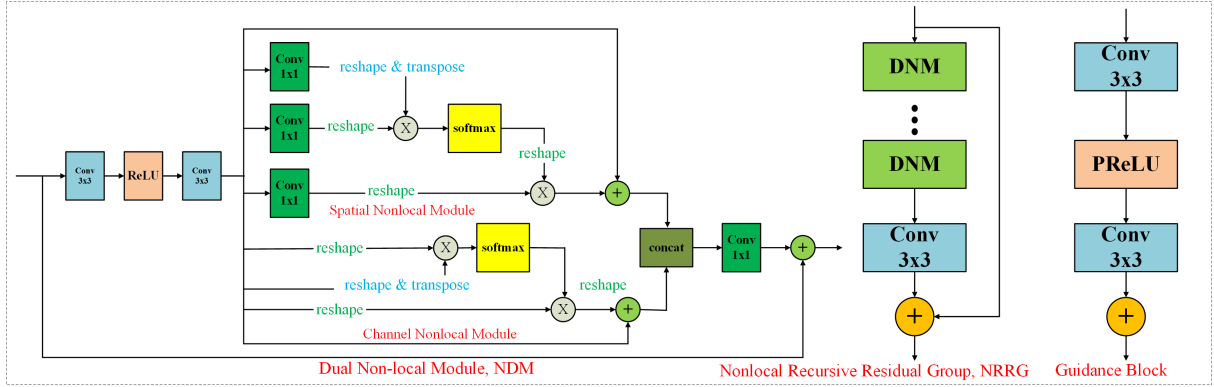 Conv
3x3
ReLU
Conv
3x3
Conv
1x1
reshape & transpose
Conv
1x1
reshape
X
softmax
reshape
Conv
1x1
reshape
X
+
Spatial Nonlocal Module
reshape
X
softmax
reshape & transpose
reshape
X
reshape
+
Channel Nonlocal Module
concat
Conv
1x1
+
Dual Non-local Module, NDM
DNM
DNM
Conv
3x3
+
Nonlocal Recursive Residual Group, NRRG
Conv
3x3
PReLU
Conv
3x3
+
Guidance Block